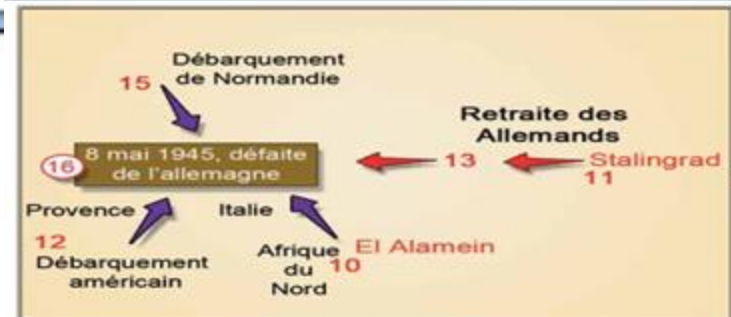 Débarquement
15 de Normandie
Retraite des
Allemands
16 8 mai 1945, défaite
de l'allemagne
13
Stalingrad
11
Provence
Italie
12
Débarquement
américain
Afrique El Alamein
du 10
Nord